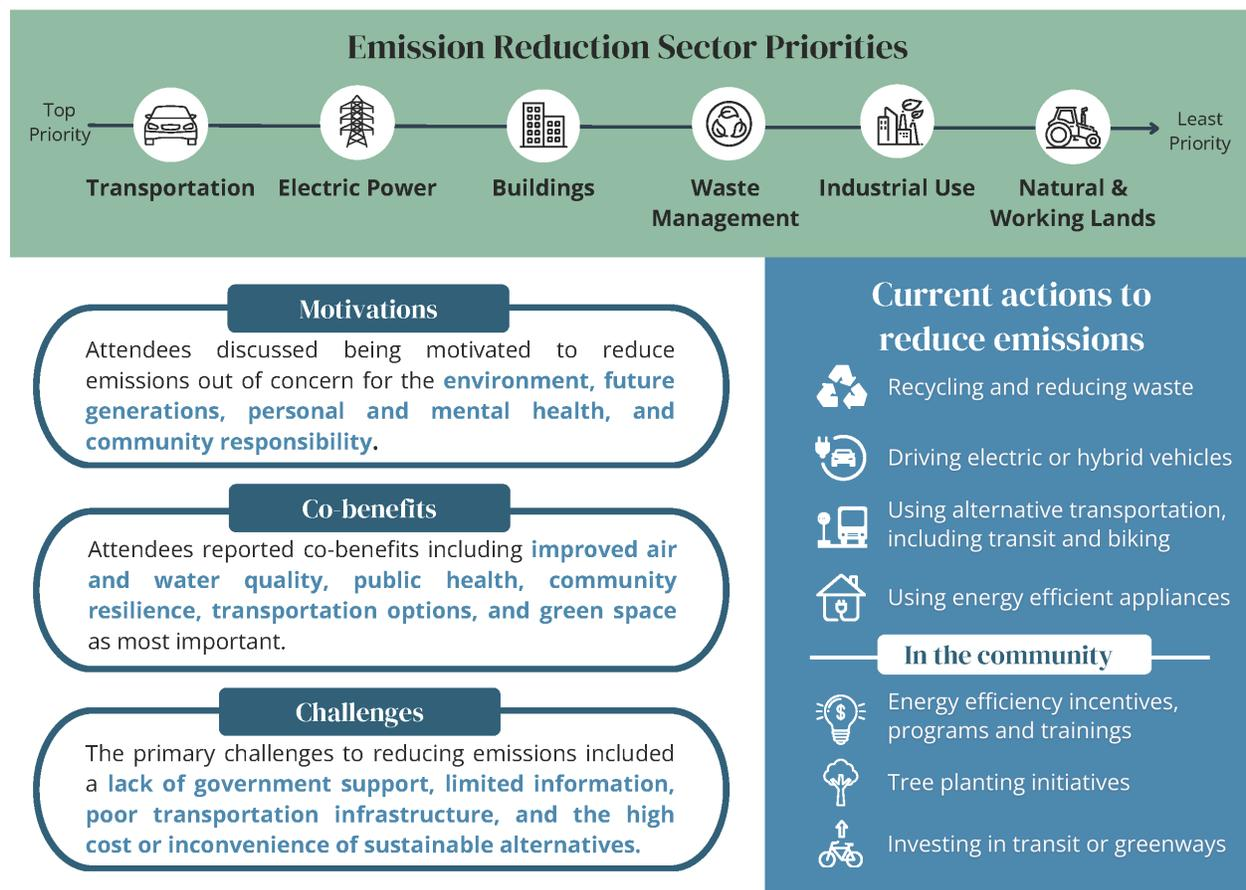 Emission Reduction Sector Priorities
Top
Priority
Transportation
Electric Power
Buildings
Waste
Management
Industrial Use
Natural &
Working Lands
Least
Priority
Motivations
Attendees discussed being motivated to reduce
emissions out of concern for the environment, future
generations, personal and mental health, and
community responsibility.
Co-benefits
Attendees reported co-benefits including improved air
and water quality, public health, community
resilience, transportation options, and green space
as most important.
Challenges
The primary challenges to reducing emissions included
a lack of government support, limited information,
poor transportation infrastructure, and the high
cost or inconvenience of sustainable alternatives.
Current actions to
reduce emissions
Recycling and reducing waste
Driving electric or hybrid vehicles
Using alternative transportation,
including transit and biking
Using energy efficient appliances
In the community
$
Energy efficiency incentives,
programs and trainings
Tree planting initiatives
Investing in transit or greenways